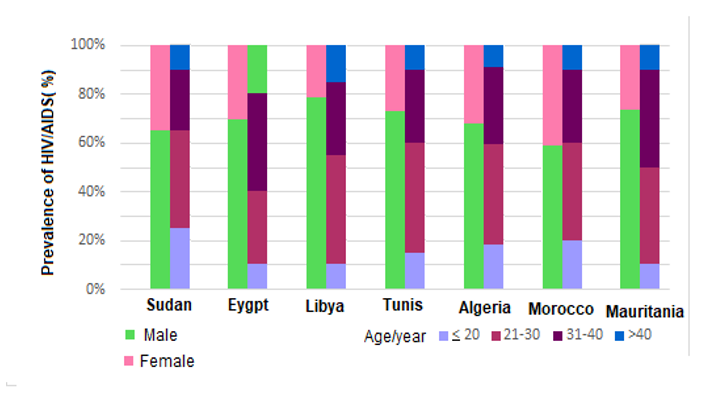 Prevalence of HIV/AIDS( %)
100%
80%
60%
40%
20%
0%
Sudan Eygpt Libya Tunis Algeria Morocco Mauritania
Male
Female
Age/year ≤ 20 21-30 31-40 >40